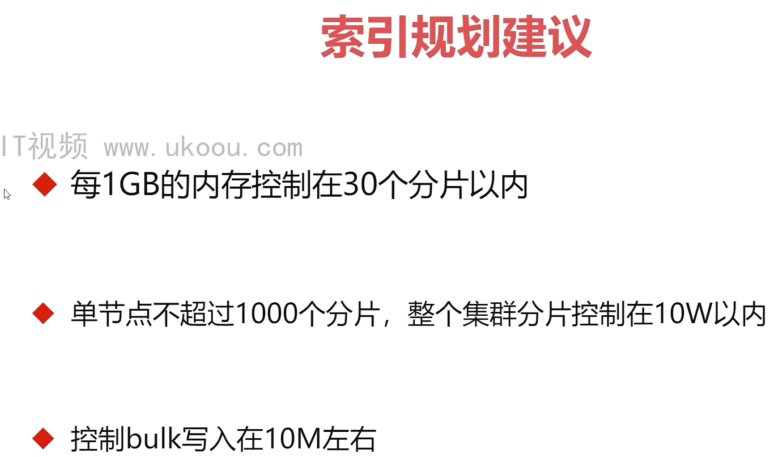 索引规划建议
IT视频 www.ukoou.com
每1GB的内存控制在30个分片以内
单节点不超过1000个分片，整个集群分片控制在10W以内
控制bulk写入在10M左右